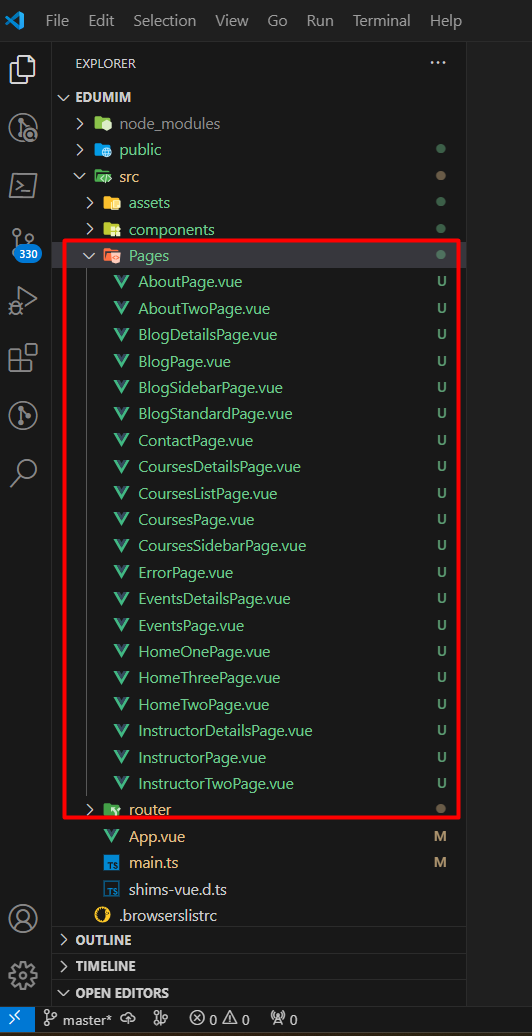 File Edit Selection View Go Run Terminal Help
EXPLORER
EDUMIM
node_modules
public
src
assets
components
330
Pages
AboutPage.vue U
AboutTwoPage.vue U
BlogDetailsPage.vue U
BlogPage.vue U
BlogSidebarPage.vue U
BlogStandardPage.vue U
ContactPage.vue U
CoursesDetailsPage.vue U
CoursesListPage.vue U
CoursesPage.vue U
CoursesSidebarPage.vue U
ErrorPage.vue U
EventsDetailsPage.vue U
EventsPage.vue U
HomeOnePage.vue U
HomeThreePage.vue U
HomeTwoPage.vue U
InstructorDetailsPage.vue U
InstructorPage.vue U
InstructorTwoPage.vue U
router
App.vue M
TS main.ts M
TS shims-vue.d.ts
.browserslistrc
OUTLINE
TIMELINE
OPEN EDITORS
master* 0 0 0